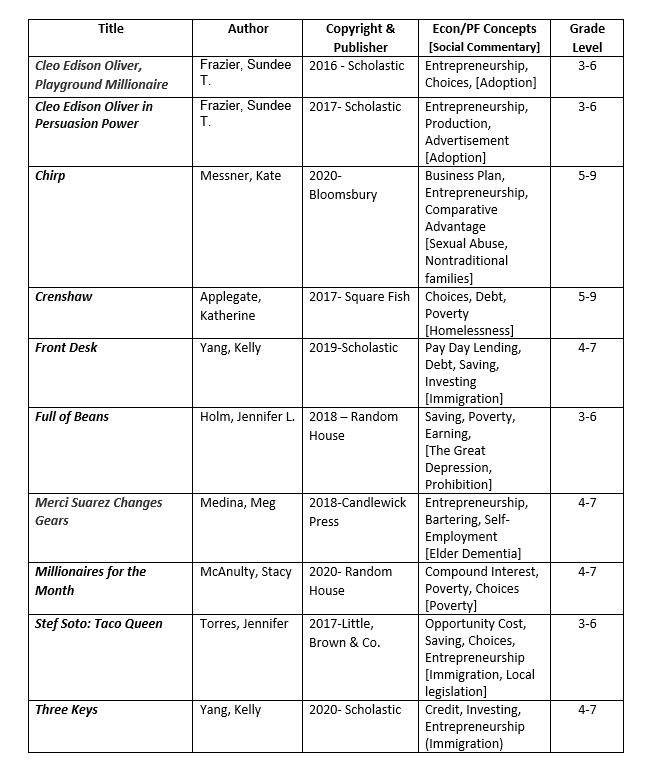 Title Author Copyright & Publisher Econ/PF Concepts [Social Commentary] Grade Level
Cleo Edison Oliver,
Playground Millionaire
Frazier, Sundee
T.
2016 - Scholastic
Entrepreneurship,
Choices, [Adoption]
3-6
Cleo Edison Oliver in
Persuasion Power
Frazier, Sundee
T.
2017- Scholastic
Entrepreneurship,
Production,
Advertisement
[Adoption]
3-6
Chirp
Messner, Kate
2020-
Bloomsbury
Business Plan,
Entrepreneurship,
Comparative
Advantage
[Sexual Abuse,
Nontraditional
families]
5-9
Crenshaw
Applegate,
Katherine
2017- Square Fish
Choices, Debt,
Poverty
[Homelessness]
5-9
Front Desk
Yang, Kelly
2019-Scholastic
Pay Day Lending,
Debt, Saving,
Investing
[Immigration]
4-7
Full of Beans
Holm, Jennifer L.
2018 – Random
House
Saving, Poverty,
Earning,
[The Great
Depression,
Prohibition]
3-6
Merci Suarez Changes
Gears
Medina, Meg
2018-Candlewick
Press
Entrepreneurship,
Bartering, Self-
Employment
[Elder Dementia]
4-7
Millionaires for the
Month
McAnulty, Stacy
2020- Random
House
Compound Interest,
Poverty, Choices
[Poverty]
4-7
Stef Soto: Taco Queen
Torres, Jennifer
2017-Little,
Brown & Co.
Opportunity Cost,
Saving, Choices,
Entrepreneurship
[Immigration, Local
legislation]
3-6
Three Keys
Yang, Kelly
2020- Scholastic
Credit, Investing,
Entrepreneurship
(Immigration)
4-7